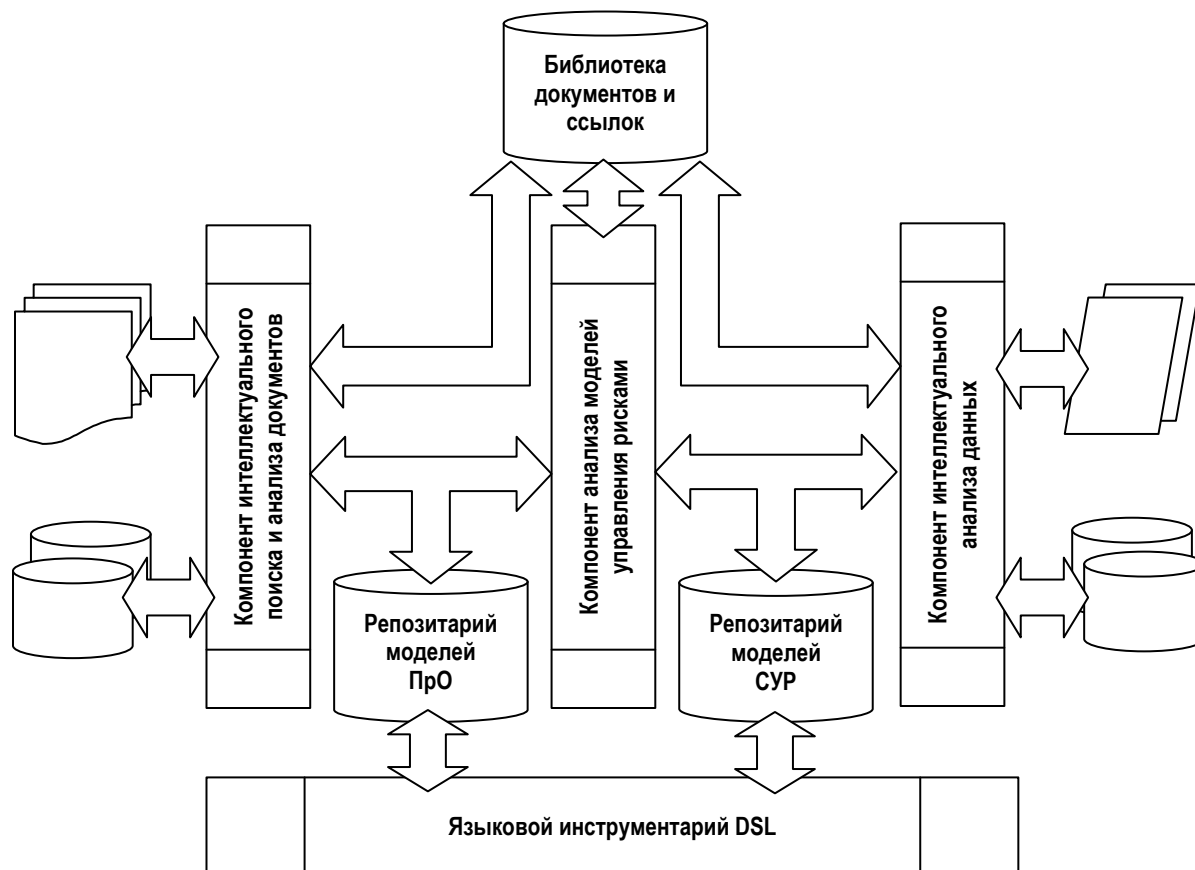 Библиотека
документов и
ссылок
Компонент интеллектуального
поиска и анализа документов
Компонент анализа моделей
управления рисками
Компонент интеллектуального
анализа данных
Репозитарий
моделей
ПрО
Репозитарий
моделей
СУР
Языковой инструментарий DSL